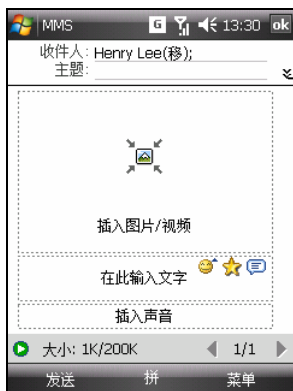 MMS G 13:30 ok
收件人: Henry Lee(移);
主题:
插入图片/视频
在此输入文字
插入声音
大小: 1K/200K 1/1
发送 拼 菜单